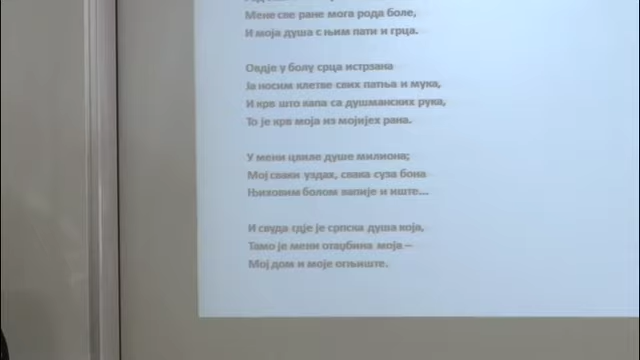 Мене све ране мога рода боле,
И моја душа с њим пати и грца.
Овдје у болу срца истрзана
Ја носим клетве свих патња и мука,
И крв што капа са душманских рука,
То је крв моја из мојијех рана.
У мени цвиле душе милиона;
Мој сваки уздах, свака суза бона
Њиховим болом вапије и иште...
И свуда гдје је српска душа која,
Тамо је мени отаџбина моја –
Мој дом и моје огњиште.